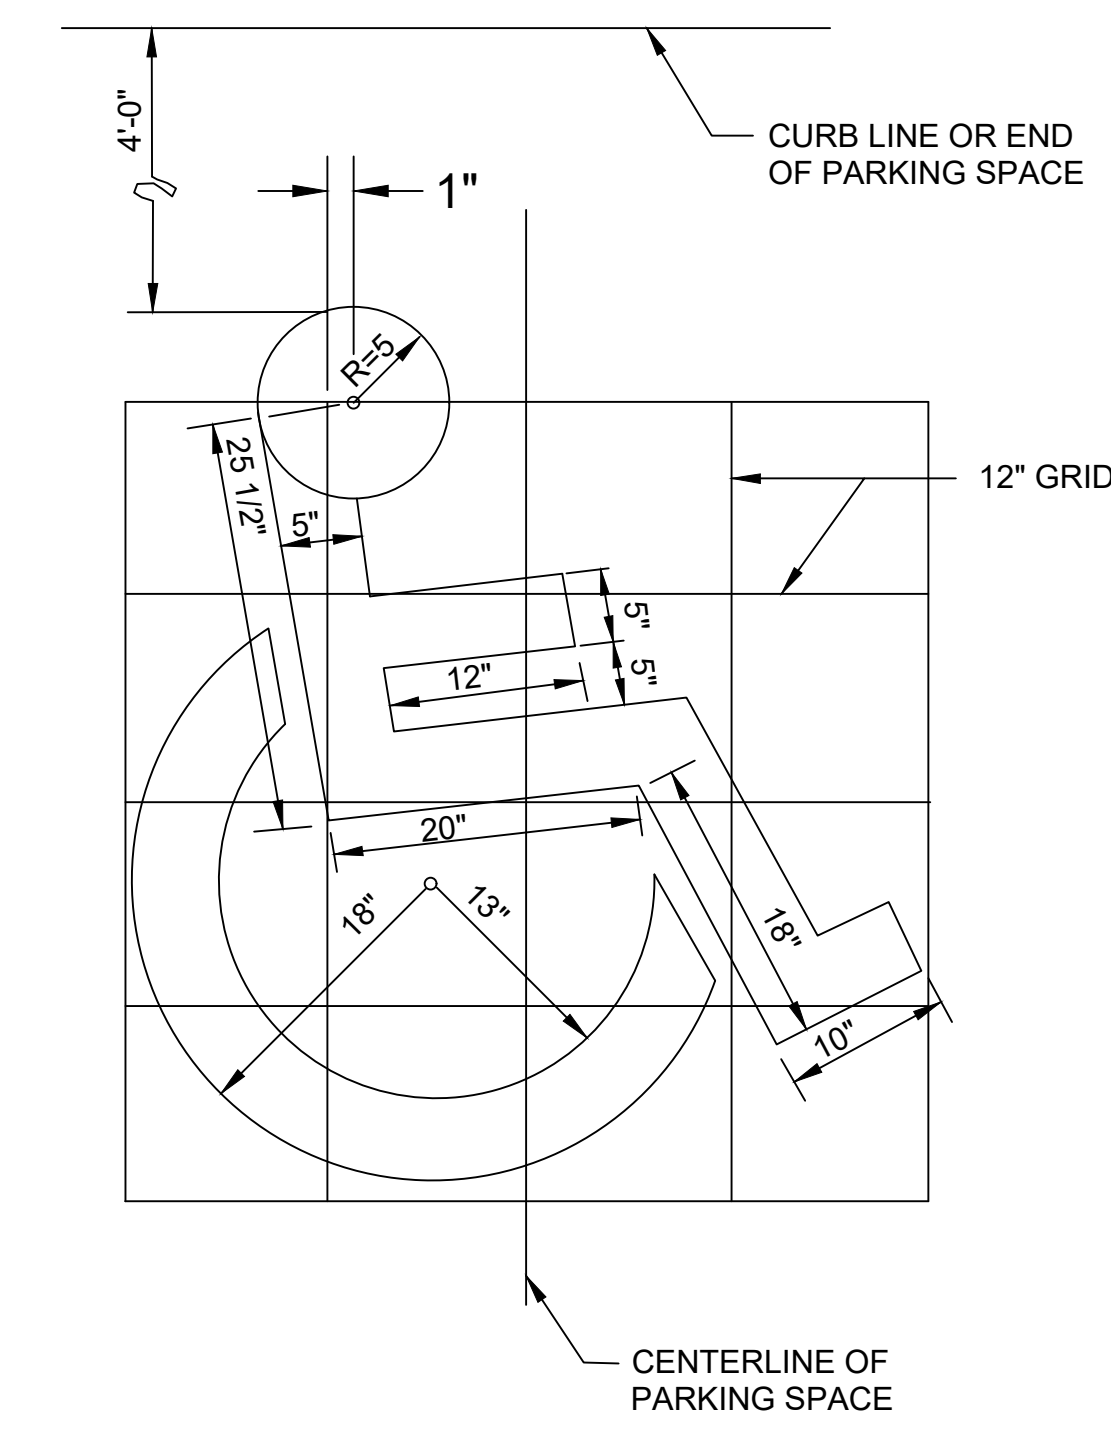 4'-0"
CURB LINE OR END
OF PARKING SPACE
1"
R=5
25 1/2"
12" GRID
5"
5"
5"
12"
20"
18"
13"
18"
10"
CENTERLINE OF
PARKING SPACE